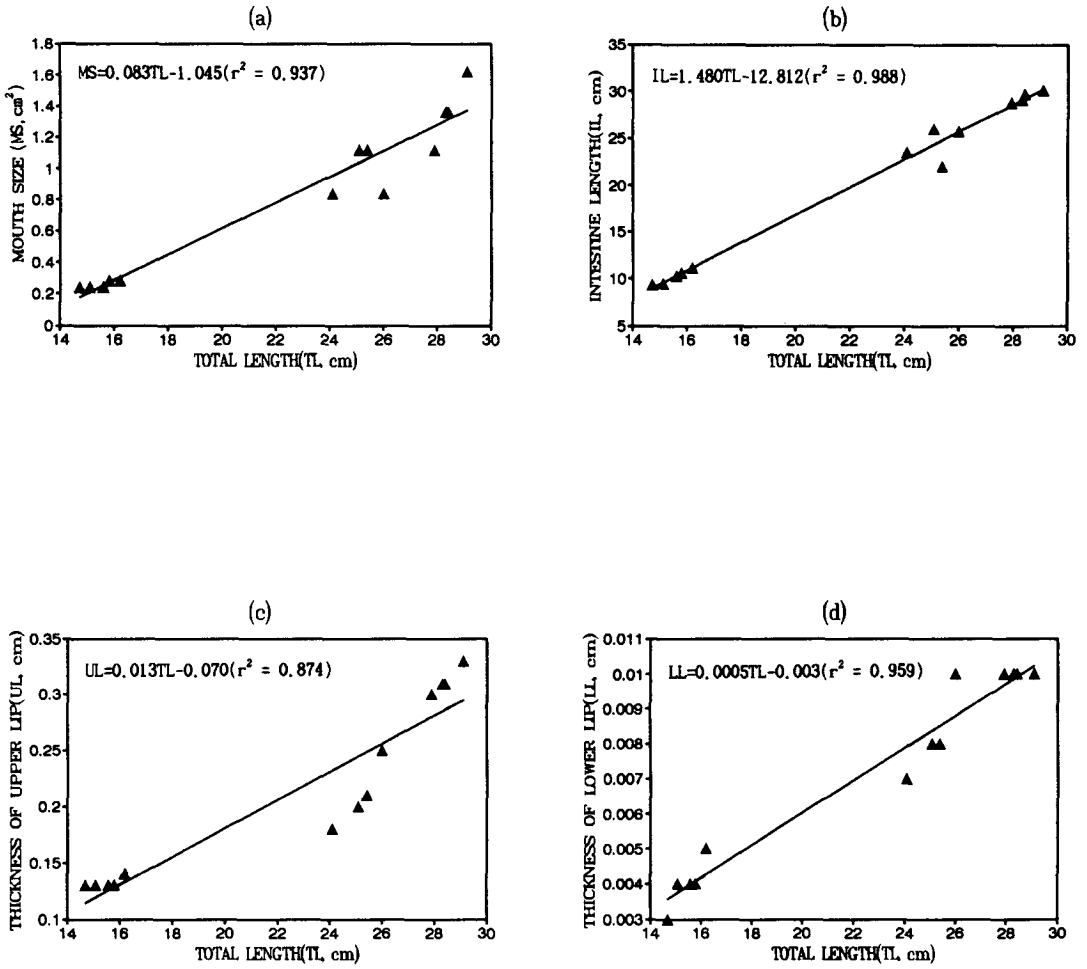 (a)
MS=0.083TL-1.045(r² = 0.937)
MOUTH SIZE (MS, cm²)
1.8
1.6
1.4
1.2
1
0.8
0.6
0.4
0.2
0
14 16 18 20 22 24 26 28 30
TOTAL LENGTH(TL, cm)
(b)
IL=1.480TL-12.812(r² = 0.988)
INTESTINE LENGTH(IL, cm)
35
30
25
20
15
10
5
14 16 18 20 22 24 26 28 30
TOTAL LENGTH(TL, cm)
(c)
UL=0.013TL-0.070(r² = 0.874)
THICKNESS OF UPPER LIP(UL, cm)
0.35
0.3
0.25
0.2
0.15
0.1
14 16 18 20 22 24 26 28 30
TOTAL LENGTH(TL, cm)
(d)
LL=0.0005TL-0.003(r² = 0.959)
THICKNESS OF LOWER LIP(LL, cm)
0.011
0.010
0.009
0.008
0.007
0.006
0.005
0.004
0.003
14 16 18 20 22 24 26 28 30
TOTAL LENGTH(TL, cm)